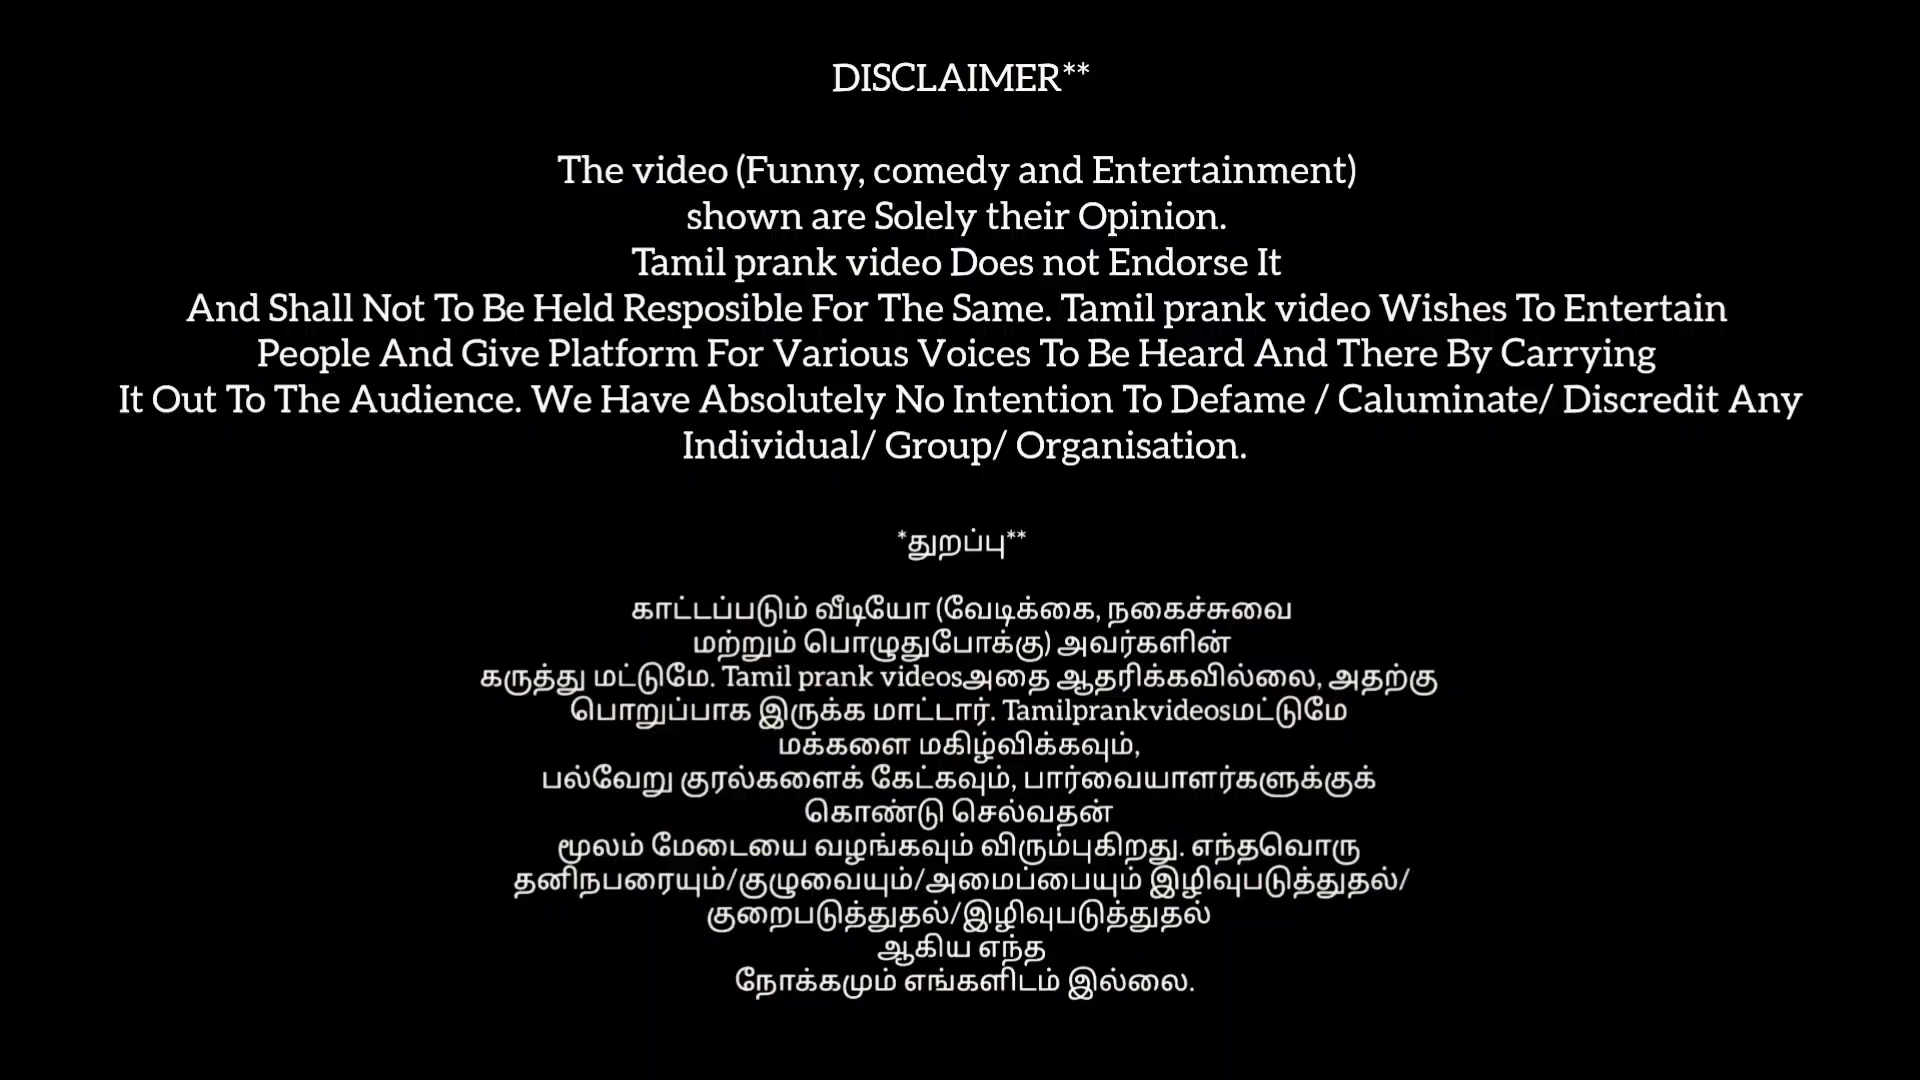 DISCLAIMER**
The video (Funny, comedy and Entertainment)
shown are Solely their Opinion.
Tamil prank video Does not Endorse It
And Shall Not To Be Held Resposible For The Same. Tamil prank video Wishes To Entertain
People And Give Platform For Various Voices To Be Heard And There By Carrying
It Out To The Audience. We Have Absolutely No Intention To Defame / Caluminate/ Discredit Any
Individual/ Group/ Organisation.
*துறப்பு**
காட்டப்படும் வீடியோ (வேடிக்கை, நகைச்சுவை
மற்றும் பொழுதுபோக்கு) அவர்களின்
கருத்து மட்டுமே. Tamil prank videosஅதை ஆதரிக்கவில்லை, அதற்கு
பொறுப்பாக இருக்க மாட்டார். Tamilprankvideosமட்டுமே
மக்களை மகிழ்விக்கவும்,
பல்வேறு குரல்களைக் கேட்கவும், பார்வையாளர்களுக்குக்
கொண்டு செல்வதன்
மூலம் மேடையை வழங்கவும் விரும்புகிறது. எந்தவொரு
தனிநபரையும்/குழுவையும்/அமைப்பையும் இழிவுபடுத்துதல்/
குறைபடுத்துதல்/இழிவுபடுத்துதல்
ஆகிய எந்த
நோக்கமும் எங்களிடம் இல்லை.